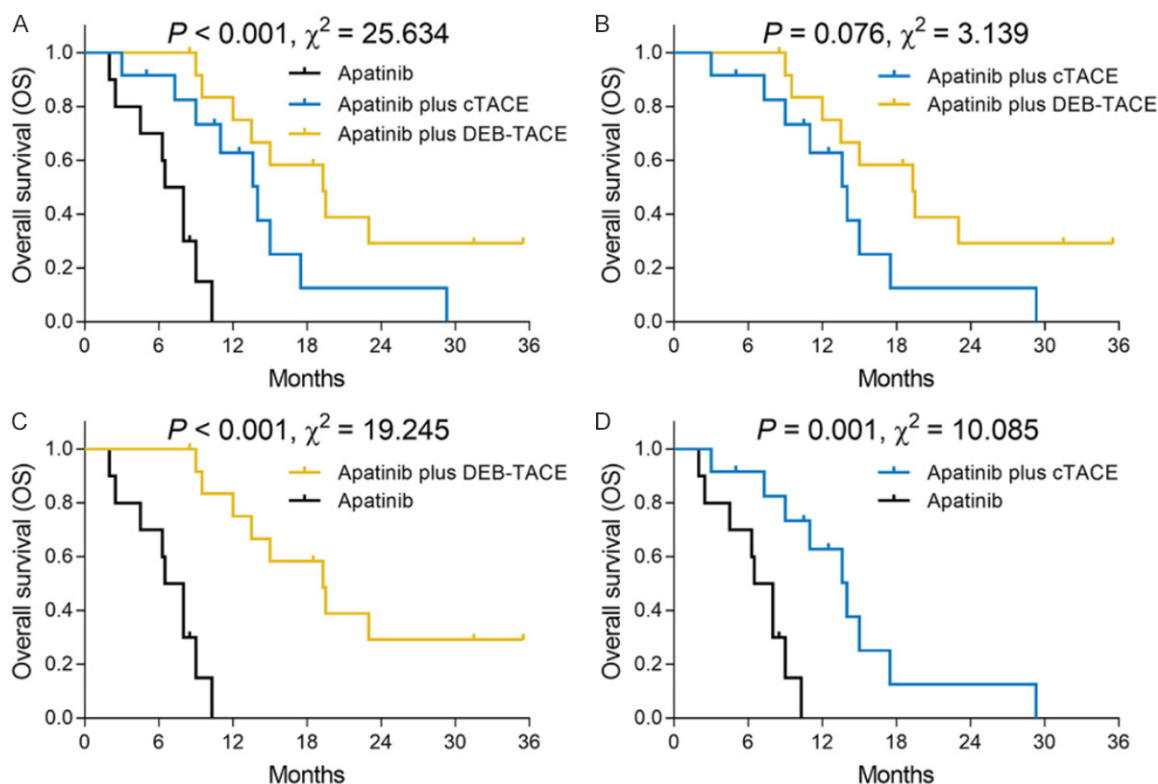 A
P < 0.001, χ² = 25.634
Apatinib
Apatinib plus cTACE
Apatinib plus DEB-TACE
Overall survival (OS)
1.0
0.8
0.6
0.4
0.2
0.0
0 6 12 18 24 30 36
Months
B
P = 0.076, χ² = 3.139
Apatinib plus cTACE
Apatinib plus DEB-TACE
Overall survival (OS)
1.0
0.8
0.6
0.4
0.2
0.0
0 6 12 18 24 30 36
Months
C
P < 0.001, χ² = 19.245
Apatinib plus DEB-TACE
Apatinib
Overall survival (OS)
1.0
0.8
0.6
0.4
0.2
0.0
0 6 12 18 24 30 36
Months
D
P = 0.001, χ² = 10.085
Apatinib plus cTACE
Apatinib
Overall survival (OS)
1.0
0.8
0.6
0.4
0.2
0.0
0 6 12 18 24 30 36
Months